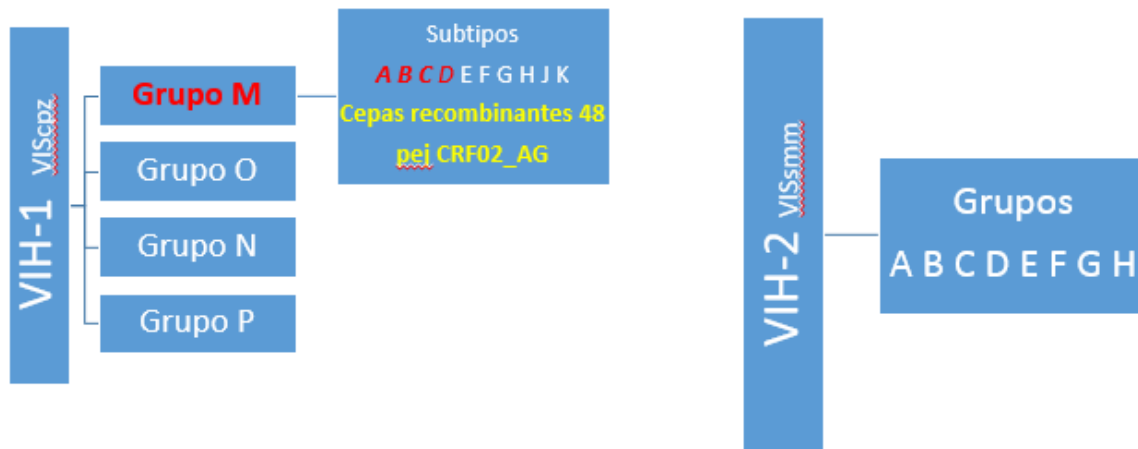 VIH-1 VIScpz
Grupo M
Grupo O
Grupo N
Grupo P
Subtipos
A B C D E F G H J K
Cepas recombinantes 48
pej CRF02_AG
VIH-2 VISsmm
Grupos
A B C D E F G H